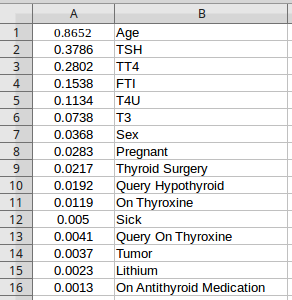 A B
1 0.8652 Age
2 0.3786 TSH
3 0.2802 TT4
4 0.1538 FTI
5 0.1134 T4U
6 0.0738 T3
7 0.0368 Sex
8 0.0283 Pregnant
9 0.0217 Thyroid Surgery
10 0.0192 Query Hypothyroid
11 0.0119 On Thyroxine
12 0.005 Sick
13 0.0041 Query On Thyroxine
14 0.0037 Tumor
15 0.0023 Lithium
16 0.0013 On Antithyroid Medication